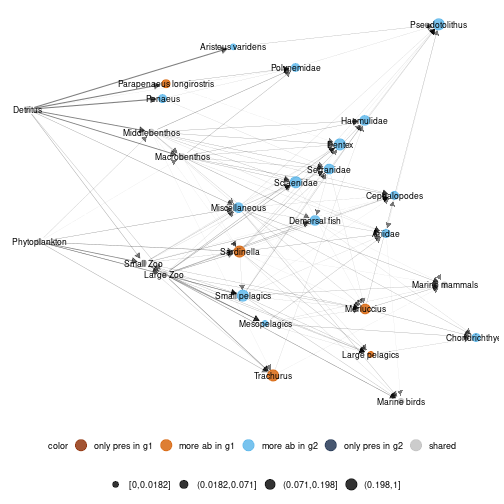 Pseudotolithus
Aristeus varidens
Polynemidae
Parapenaeus longirostris
Penaeus
Detritus
Haemulidae
Middlebenthos
Dentex
Macrobenthos
Serranidae
Sciaenidae
Cephalopodes
Miscellaneous
Demersal fish
Ariidae
Phytoplankton
Sardinella
Small Zoo
Large Zoo
Marine mammals
Small pelagics
Merluccius
Mesopelagics
Chondrichthye
Large pelagics
Trachurus
Marine birds
color only pres in g1 more ab in g1 more ab in g2 only pres in g2 shared
[0,0.0182] (0.0182,0.071] (0.071,0.198] (0.198,1]